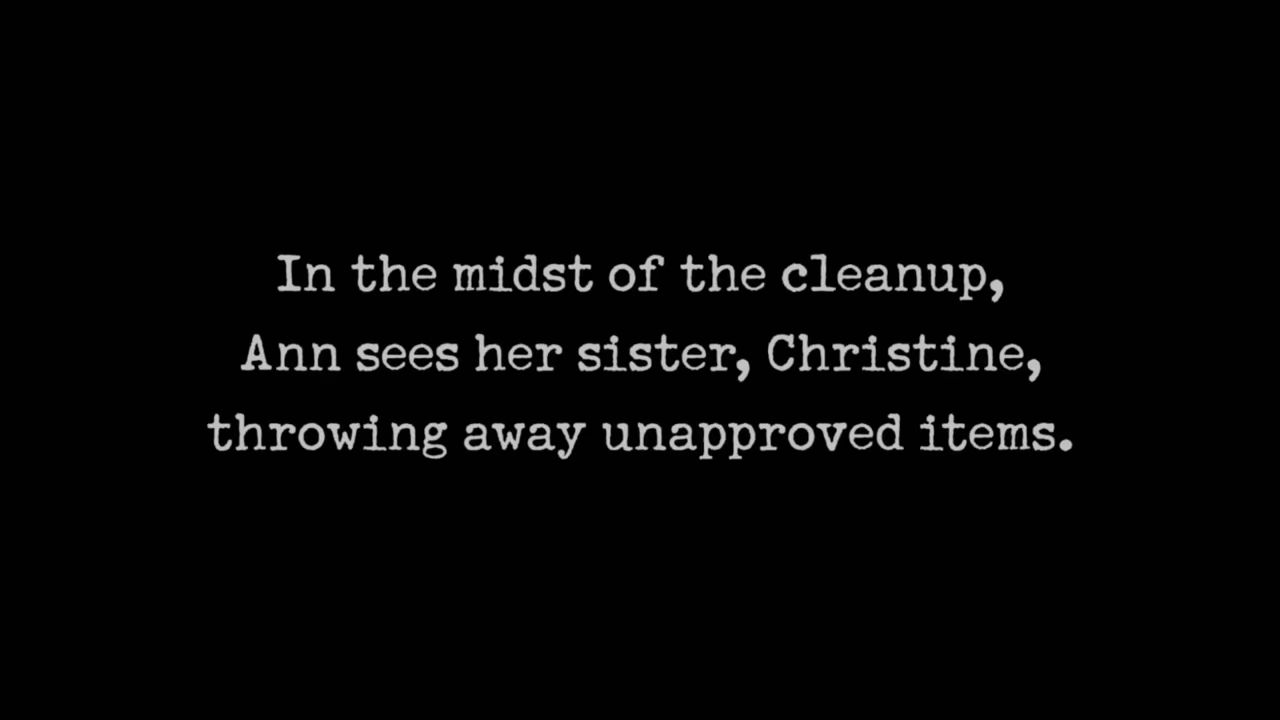 In the midst of the cleanup,
Ann sees her sister, Christine,
throwing away unapproved items.